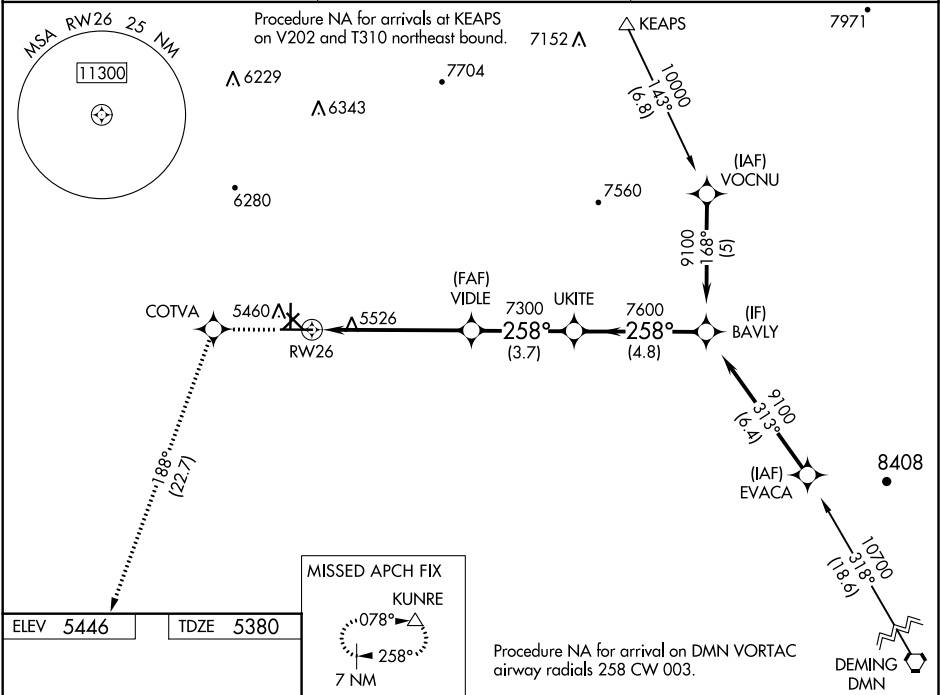 MSA RW26 25 NM
11300
Procedure NA for arrivals at KEAPS
on V202 and T310 northeast bound.
KEAPS
7971
7152
6229
7704
6343
10000
143°
(6.8)
(IAF)
VOCNU
6280
7560
9100
168°
(5)
(FAF)
VIDLE
UKITE
(IF)
BAVLY
COTVA
5460
5526
RW26
7300
258°
(3.7)
7600
258°
(4.8)
9100
313°
(6.4)
(IAF)
EVACA
8408
188°
(22.7)
10700
318°
(18.6)
MISSED APCH FIX
KUNRE
078°
258°
7 NM
ELEV 5446
TDZE 5380
Procedure NA for arrival on DMN VORTAC
airway radials 258 CW 003.
DEMING
DMN